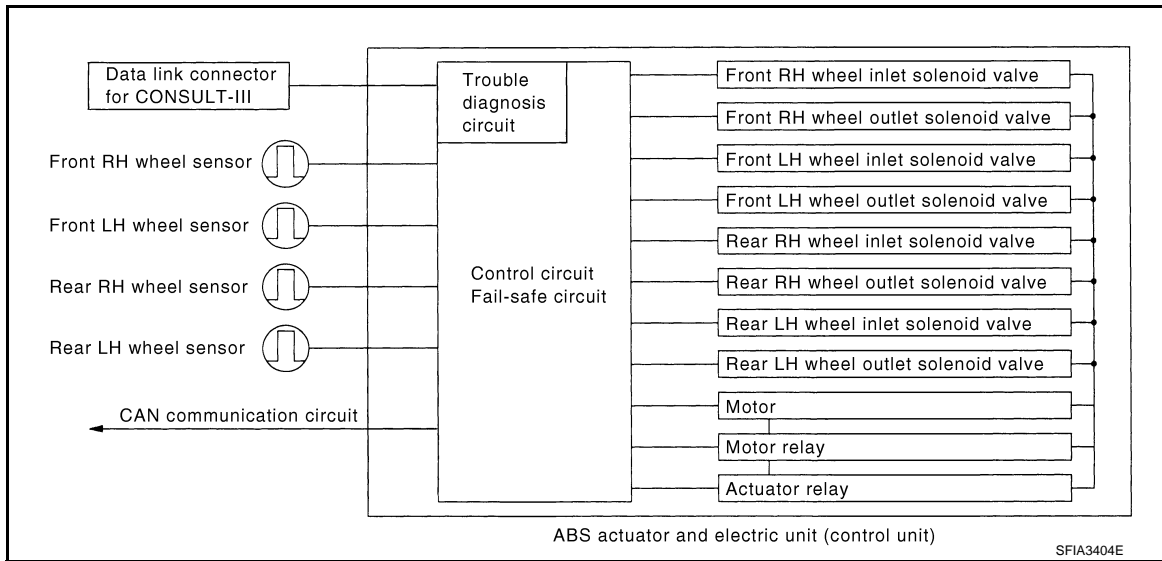 Data link connector
for CONSULT-III
Front RH wheel sensor
Front LH wheel sensor
Rear RH wheel sensor
Rear LH wheel sensor
CAN communication circuit
Trouble
diagnosis
circuit
Control circuit
Fail-safe circuit
Front RH wheel inlet solenoid valve
Front RH wheel outlet solenoid valve
Front LH wheel inlet solenoid valve
Front LH wheel outlet solenoid valve
Rear RH wheel inlet solenoid valve
Rear RH wheel outlet solenoid valve
Rear LH wheel inlet solenoid valve
Rear LH wheel outlet solenoid valve
Motor
Motor relay
Actuator relay
ABS actuator and electric unit (control unit)
SFIA3404E